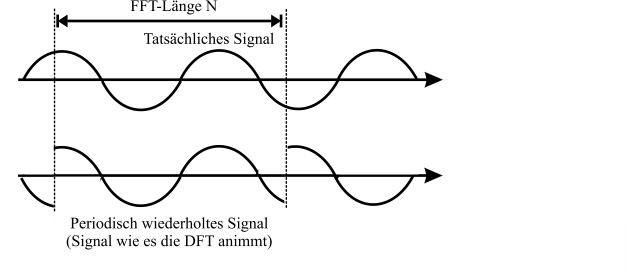 FFT-Länge N
Tatsächliches Signal
Periodisch wiederholtes Signal
(Signal wie es die DFT animmt)